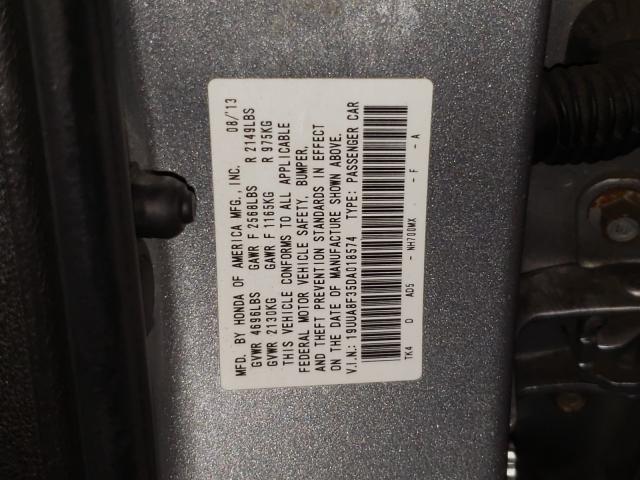 MFD. BY HONDA OF AMERICA MFG., INC. 08/'13
GVWR 4696LBS GAWR F 2568LBS R 2149LBS
GVWR 2130KG GAWR F 1165KG R 975KG
THIS VEHICLE CONFORMS TO ALL APPLICABLE
FEDERAL MOTOR VEHICLE SAFETY, BUMPER,
AND THEFT PREVENTION STANDARDS IN EFFECT
ON THE DATE OF MANUFACTURE SHOWN ABOVE.
V.I.N.: 19UUA8F35DA018574 TYPE: PASSENGER CAR
TK4 D AD5 - NH700MX - F - A